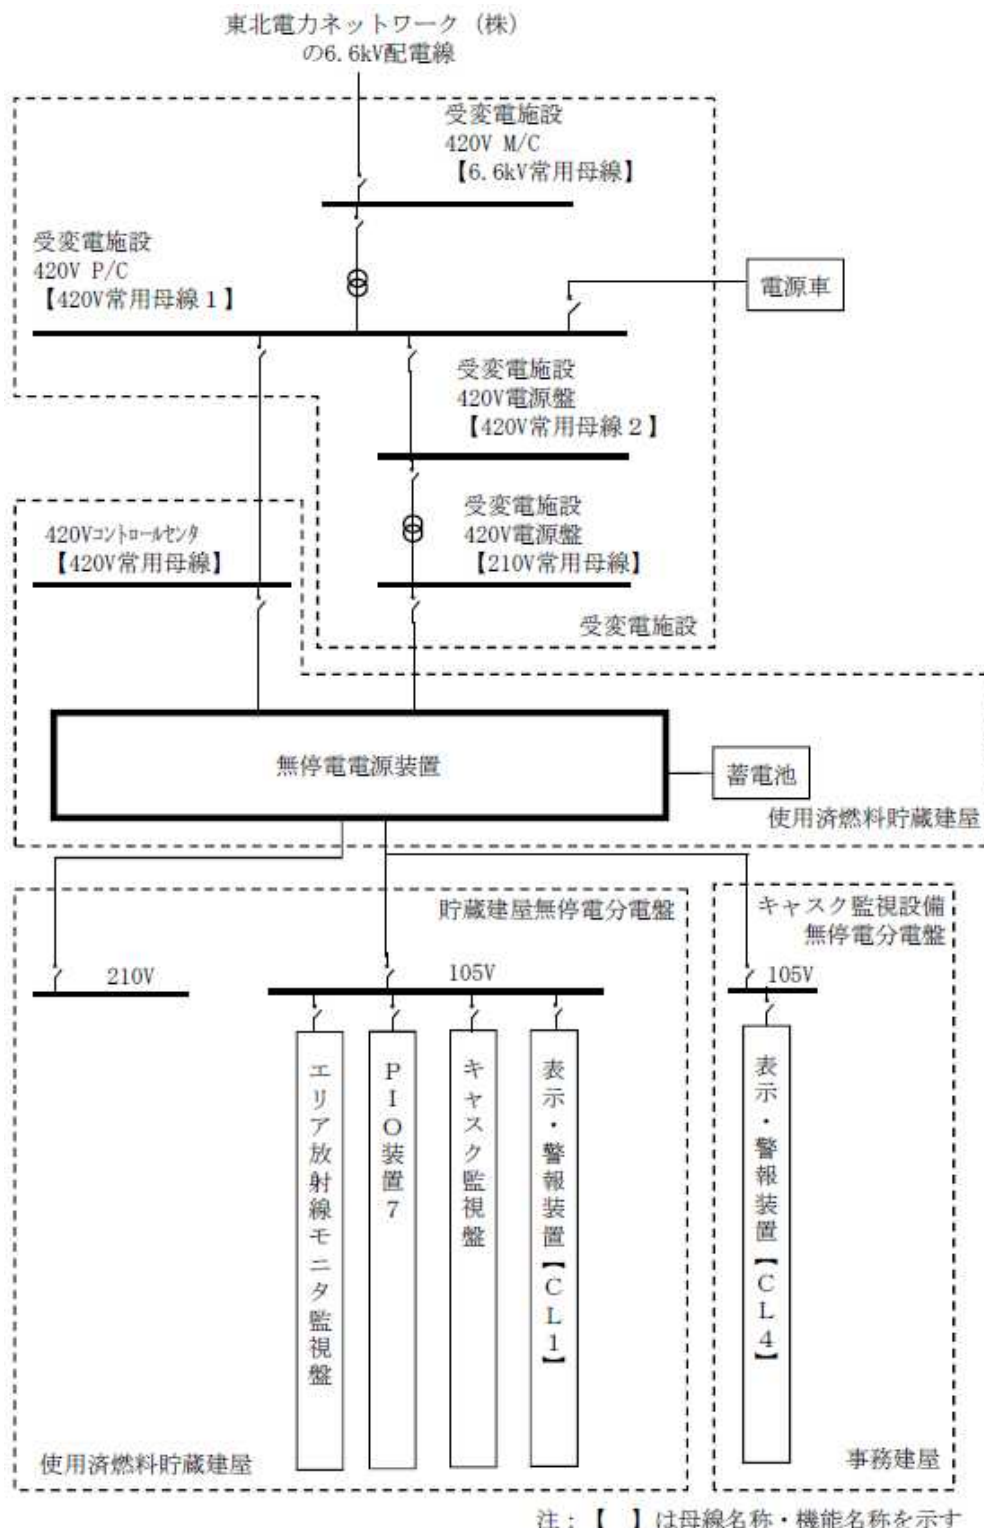 東北電力ネットワーク（株）
の6.6kV配電線
受変電施設
420V M/C
【6.6kV常用母線】
受変電施設
420V P/C
【420V常用母線１】
電源車
受変電施設
420V電源盤
【420V常用母線２】
受変電施設
420V電源盤
【210V常用母線】
420Vコントロールセンタ
【420V常用母線】
受変電施設
無停電電源装置
蓄電池
使用済燃料貯蔵建屋
貯蔵建屋無停電分電盤
キャスク監視設備
無停電分電盤
210V
105V
105V
エリア放射線モニタ監視盤
ＰＩＯ装置７
キャスク監視盤
表示・警報装置【ＣＬ１】
表示・警報装置【ＣＬ４】
使用済燃料貯蔵建屋
事務建屋
注：【　】は母線名称・機能名称を示す